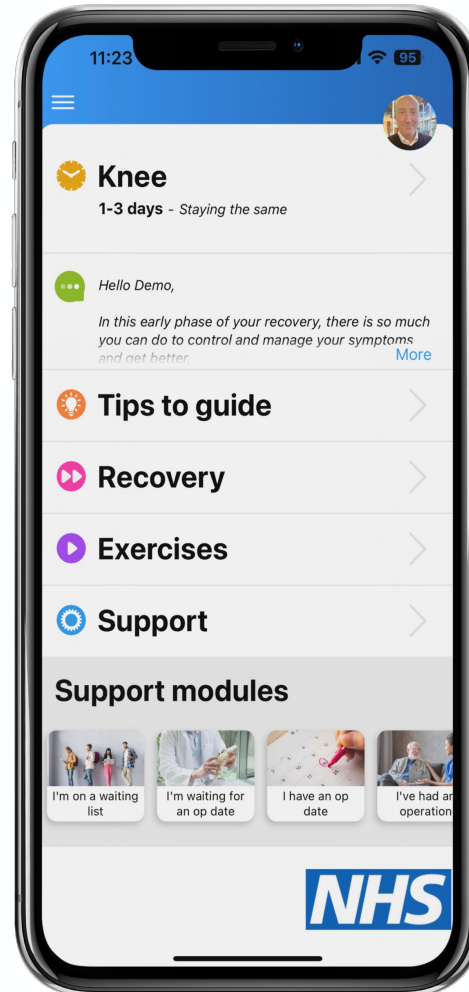 11:23
95
Knee
1-3 days - Staying the same
Hello Demo,
In this early phase of your recovery, there is so much
you can do to control and manage your symptoms
and get better.
More
Tips to guide
Recovery
Exercises
Support
Support modules
I'm on a waiting
list
I'm waiting for
an op date
I have an op
date
I've had an
operation
NHS